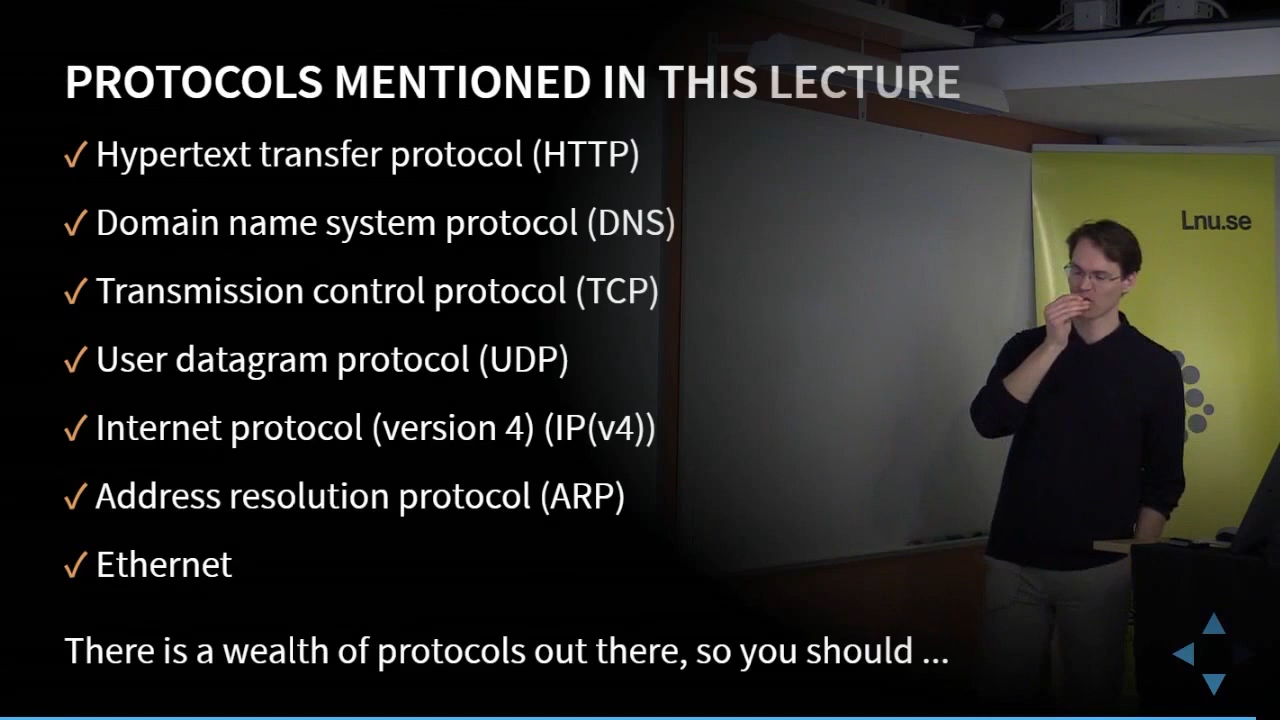 PROTOCOLS MENTIONED IN THIS LECTURE
✓ Hypertext transfer protocol (HTTP)
✓ Domain name system protocol (DNS)
✓ Transmission control protocol (TCP)
✓ User datagram protocol (UDP)
✓ Internet protocol (version 4) (IP(v4))
✓ Address resolution protocol (ARP)
✓ Ethernet
There is a wealth of protocols out there, so you should ...
Lnu.se